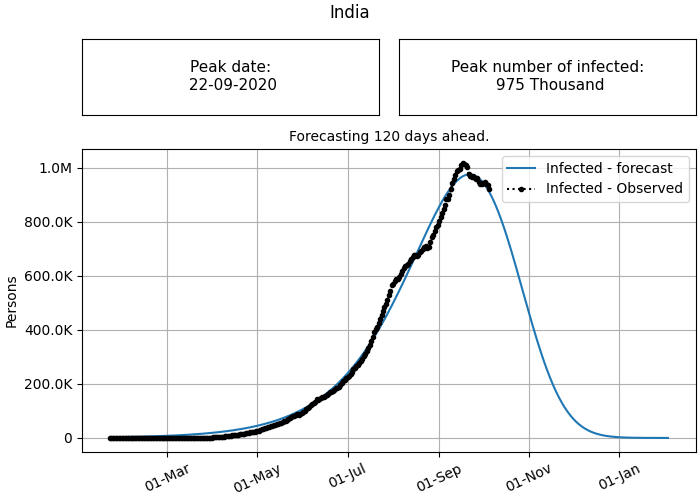 India
Peak date:
22-09-2020
Peak number of infected:
975 Thousand
Forecasting 120 days ahead.
Infected - forecast
Infected - Observed
1.0M
800.0K
600.0K
400.0K
200.0K
0
Persons
01-Mar
01-May
01-Jul
01-Sep
01-Nov
01-Jan